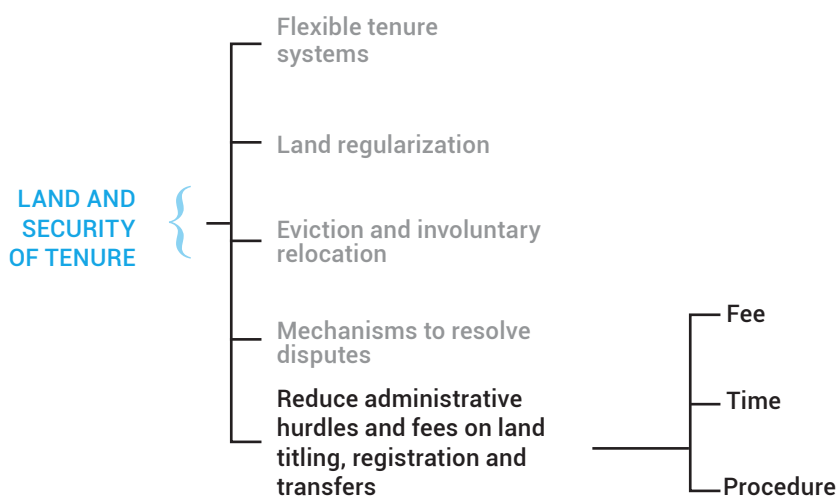 LAND AND
SECURITY
OF TENURE
Flexible tenure
systems
Land regularization
Eviction and involuntary
relocation
Mechanisms to resolve
disputes
Reduce administrative
hurdles and fees on land
titling, registration and
transfers
Fee
Time
Procedure